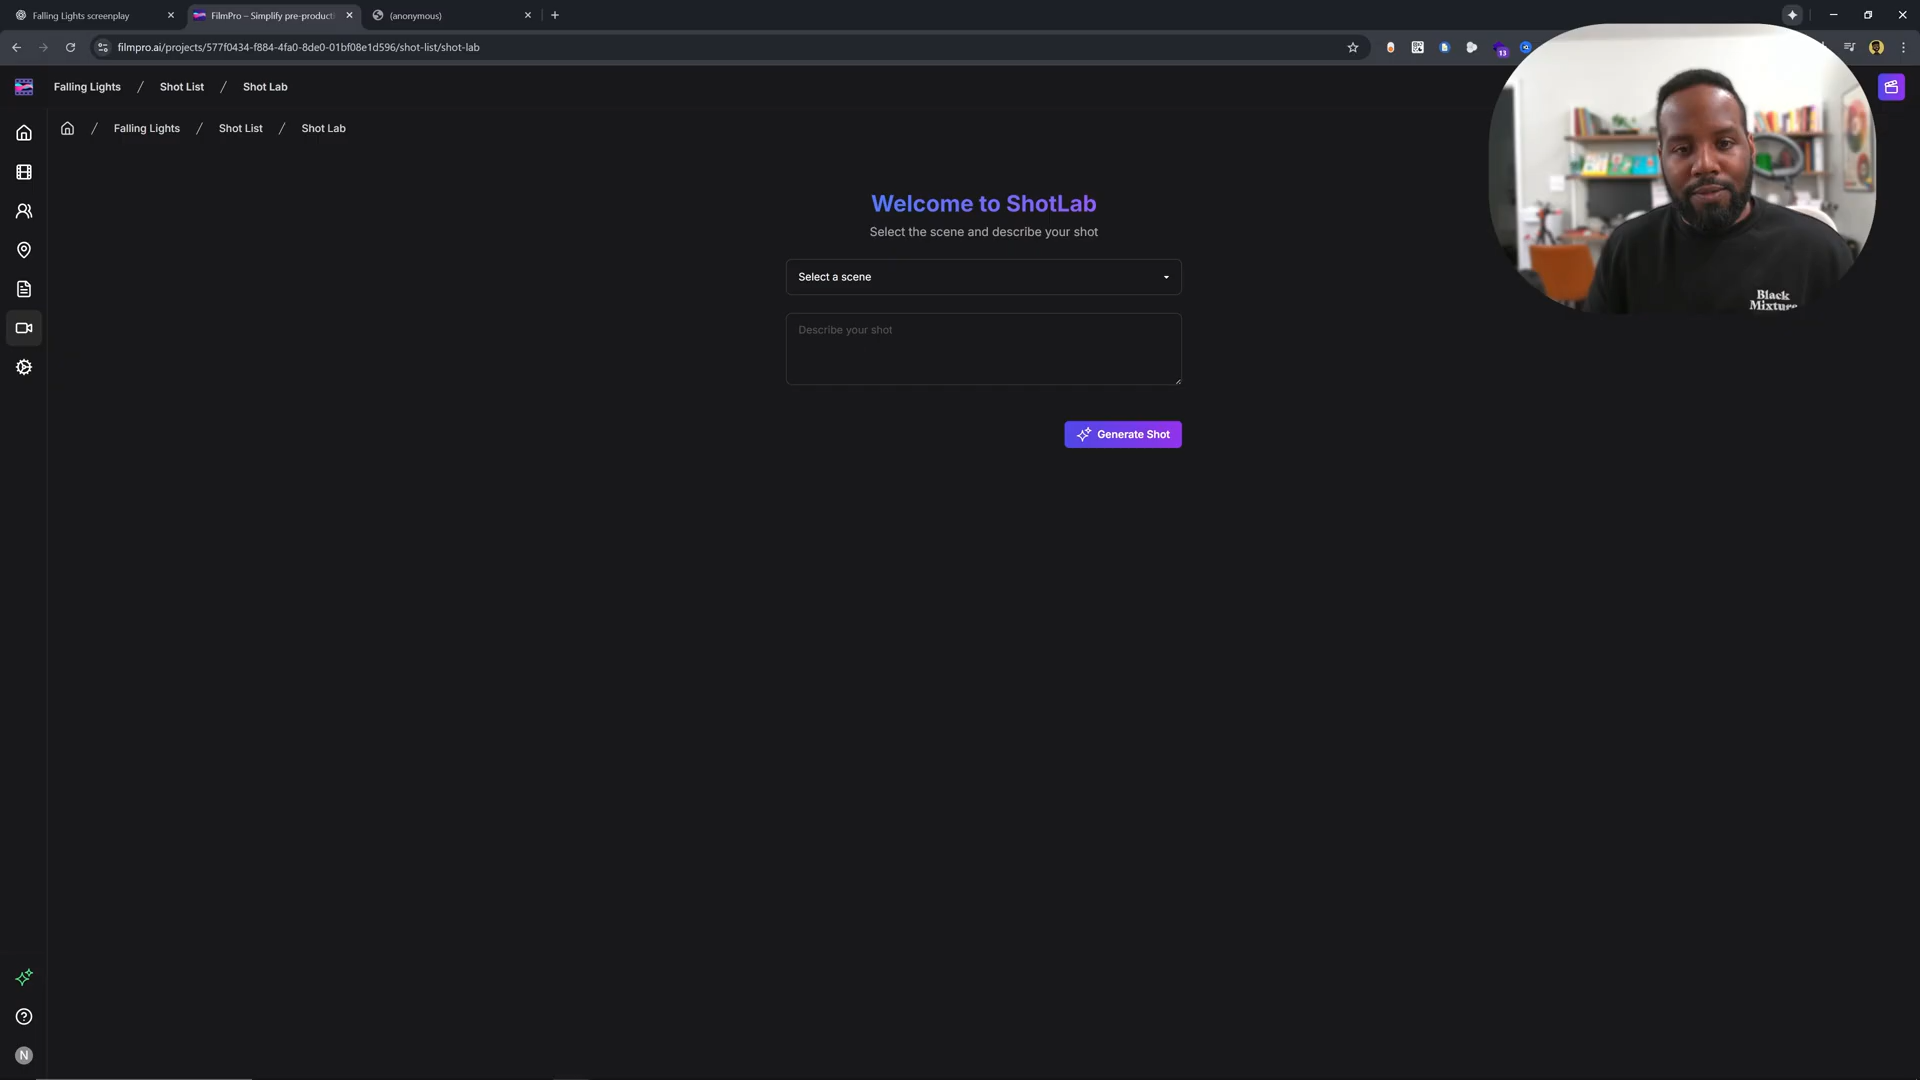 Falling Lights screenplay
FilmPro – Simplify pre-producti
(anonymous)
filmpro.ai/projects/577f0434-f884-4fa0-8de0-01bf08e1d596/shot-list/shot-lab
13
Falling Lights / Shot List / Shot Lab
/ Falling Lights / Shot List / Shot Lab
Welcome to ShotLab
Select the scene and describe your shot
Select a scene
Describe your shot
Generate Shot
Black
Mixture
N